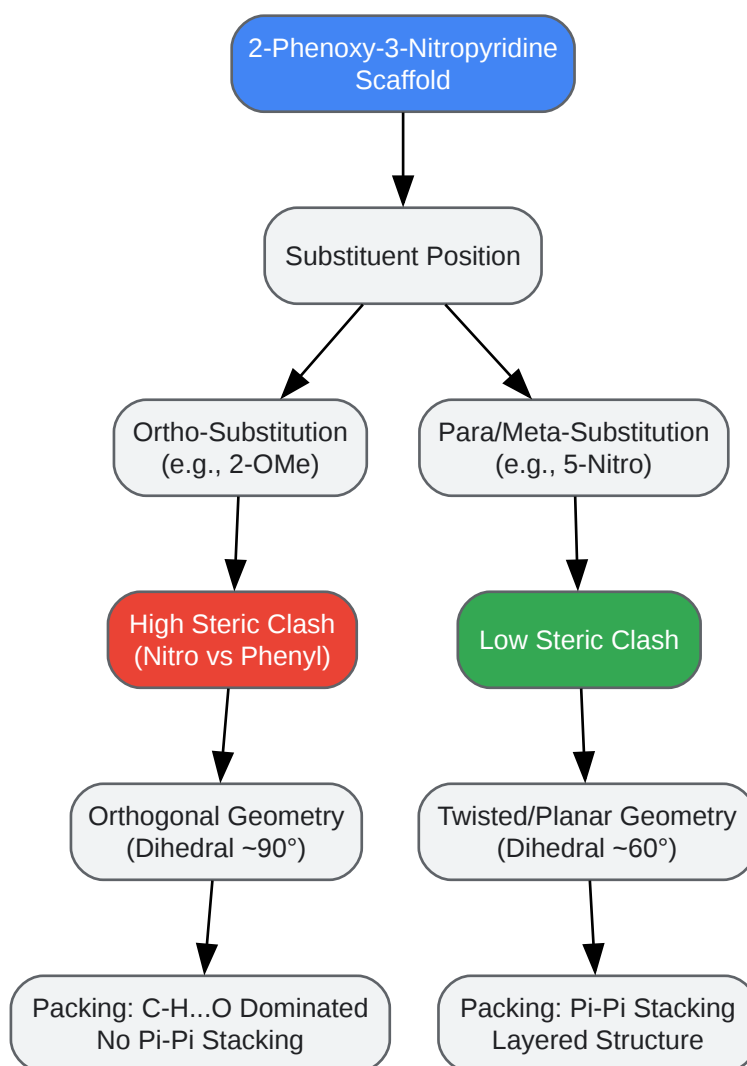 2-Phenoxy-3-Nitropyridine
Scaffold
Substituent Position
Ortho-Substitution
(e.g., 2-OMe)
Para/Meta-Substitution
(e.g., 5-Nitro)
High Steric Clash
(Nitro vs Phenyl)
Low Steric Clash
Orthogonal Geometry
(Dihedral ~90°)
Twisted/Planar Geometry
(Dihedral ~60°)
Packing: C-H...O Dominated
No Pi-Pi Stacking
Packing: Pi-Pi Stacking
Layered Structure